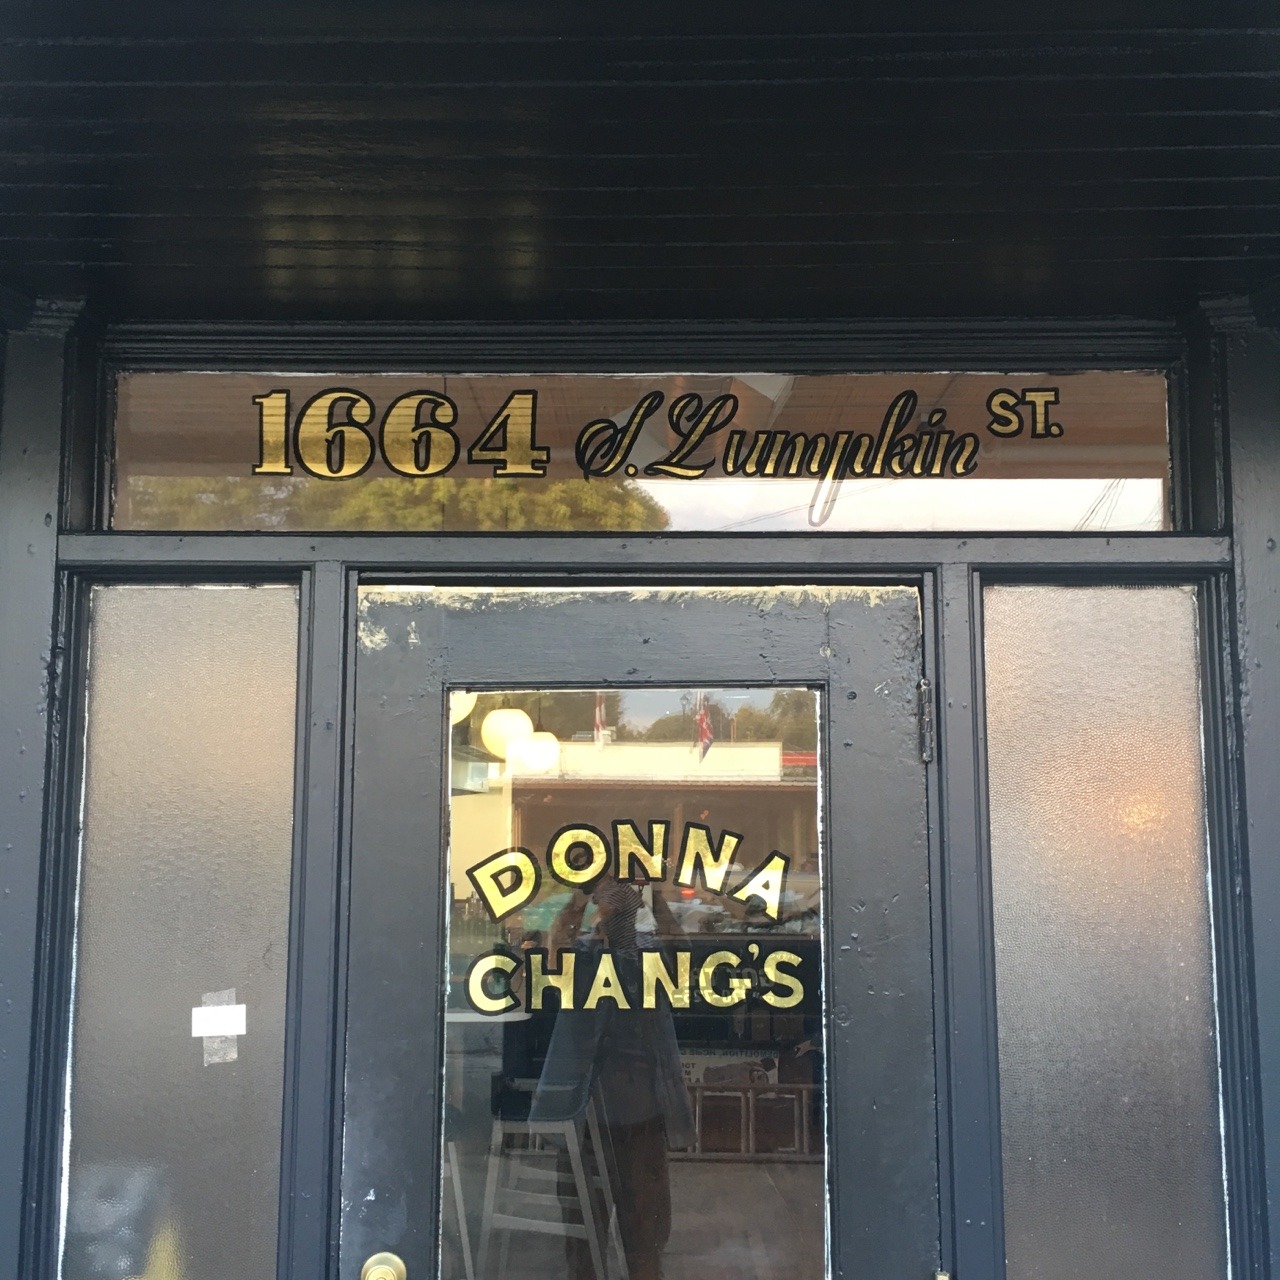 1664 S. Lumpkin ST.
DONNA
CHANG'S